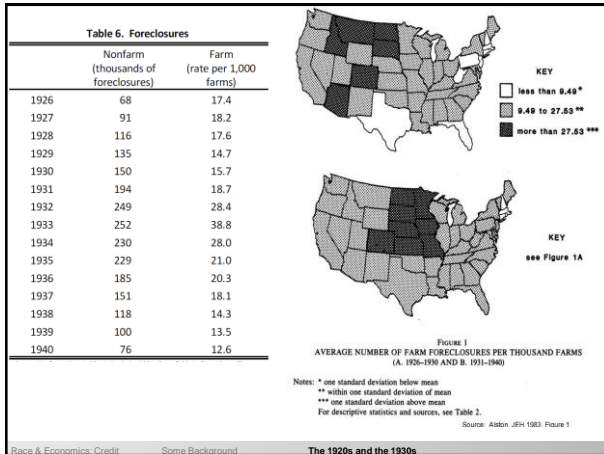 Table 6. Foreclosures
Nonfarm (thousands of foreclosures) Farm (rate per 1,000 farms)
1926 68 17.4
1927 91 18.2
1928 116 17.6
1929 135 14.7
1930 150 15.7
1931 194 18.7
1932 249 28.4
1933 252 38.8
1934 230 28.0
1935 229 21.0
1936 185 20.3
1937 151 18.1
1938 118 14.3
1939 100 13.5
1940 76 12.6
KEY
less than 9.49*
9.49 to 27.53**
more than 27.53***
KEY
see Figure 1A
FIGURE 1
AVERAGE NUMBER OF FARM FORECLOSURES PER THOUSAND FARMS
(A. 1926–1930 AND B. 1931–1940)
Notes: * one standard deviation below mean
** within one standard deviation of mean
*** one standard deviation above mean
For descriptive statistics and sources, see Table 2.
Source: Alston JEH 1983 Figure 1
Race & Economics: Credit Some Background The 1920s and the 1930s